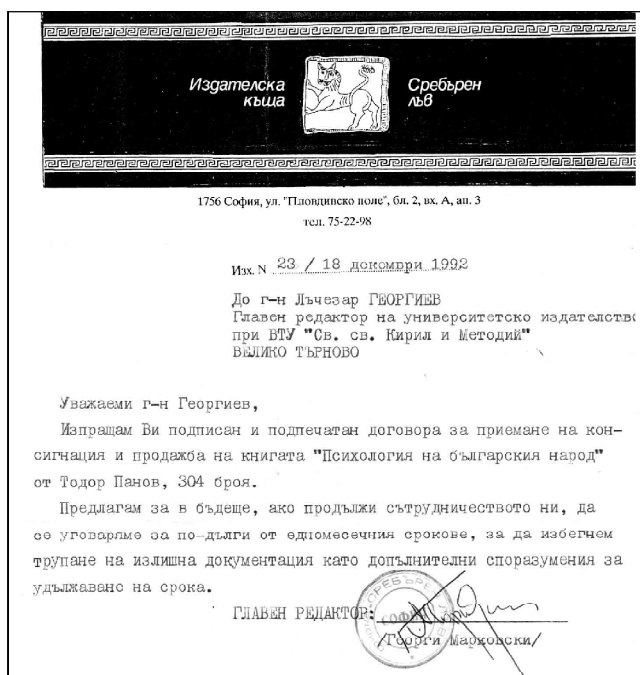 Издателска къща
Сребърен лъв
1756 София, ул. "Пловдивско поле", бл. 2, вх. А, ап. 3
тел. 75-22-98
Изх. N 23 / 18 декември 1992
До г-н Лъчезар ГЕОРГИЕВ
Главен редактор на университетско издателство
при ВТУ "Св. св. Кирил и Методий"
ВЕЛИКО ТЪРНОВО
Уважаеми г-н Георгиев,
Изпращам Ви подписан и подпечатан договора за приемане на кон-
сигнация и продажба на книгата "Психология на българския народ"
от Тодор Панов, 304 броя.
Предлагам за в бъдеще, ако продължи сътрудничеството ни, да
се уговаряме за по-дълги от едномесечния срокове, за да избегнем
трупане на излишна документация като допълнителни споразумения за
удължаване на срока.
ГЛАВЕН РЕДАКТОР:
СОФИЯ
/Георги Марковски/